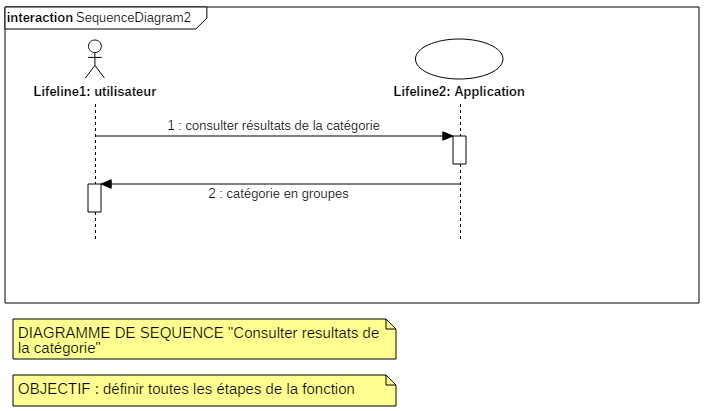 interaction SequenceDiagram2
Lifeline1: utilisateur
Lifeline2: Application
1 : consulter résultats de la catégorie
2 : catégorie en groupes
DIAGRAMME DE SEQUENCE "Consulter resultats de
la catégorie"
OBJECTIF : définir toutes les étapes de la fonction